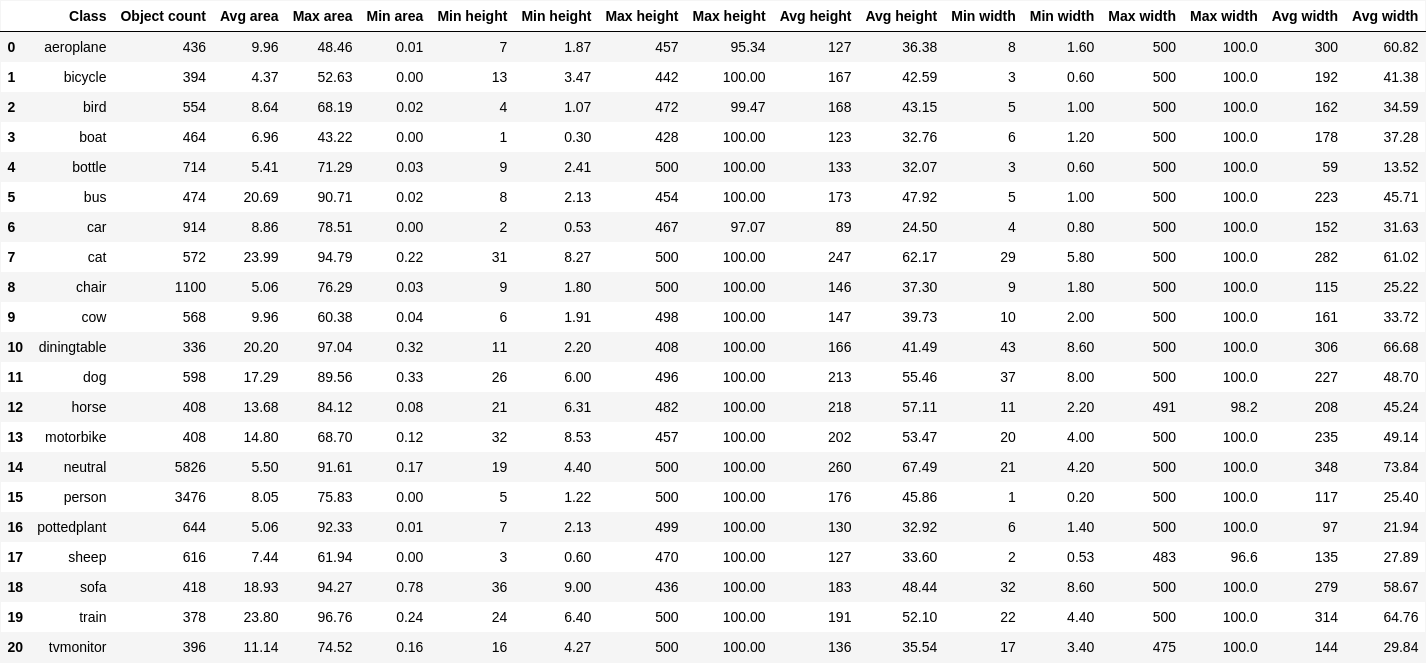 Class Object count Avg area Max area Min area Min height Min height Max height Max height Avg height Avg height Min width Min width Max width Max width Avg width Avg width
0 aeroplane 436 9.96 48.46 0.01 7 1.87 457 95.34 127 36.38 8 1.60 500 100.0 300 60.82
1 bicycle 394 4.37 52.63 0.00 13 3.47 442 100.00 167 42.59 3 0.60 500 100.0 192 41.38
2 bird 554 8.64 68.19 0.02 4 1.07 472 99.47 168 43.15 5 1.00 500 100.0 162 34.59
3 boat 464 6.96 43.22 0.00 1 0.30 428 100.00 123 32.76 6 1.20 500 100.0 178 37.28
4 bottle 714 5.41 71.29 0.03 9 2.41 500 100.00 133 32.07 3 0.60 500 100.0 59 13.52
5 bus 474 20.69 90.71 0.02 8 2.13 454 100.00 173 47.92 5 1.00 500 100.0 223 45.71
6 car 914 8.86 78.51 0.00 2 0.53 467 97.07 89 24.50 4 0.80 500 100.0 152 31.63
7 cat 572 23.99 94.79 0.22 31 8.27 500 100.00 247 62.17 29 5.80 500 100.0 282 61.02
8 chair 1100 5.06 76.29 0.03 9 1.80 500 100.00 146 37.30 9 1.80 500 100.0 115 25.22
9 cow 568 9.96 60.38 0.04 6 1.91 498 100.00 147 39.73 10 2.00 500 100.0 161 33.72
10 diningtable 336 20.20 97.04 0.32 11 2.20 408 100.00 166 41.49 43 8.60 500 100.0 306 66.68
11 dog 598 17.29 89.56 0.33 26 6.00 496 100.00 213 55.46 37 8.00 500 100.0 227 48.70
12 horse 408 13.68 84.12 0.08 21 6.31 482 100.00 218 57.11 11 2.20 491 98.2 208 45.24
13 motorbike 408 14.80 68.70 0.12 32 8.53 457 100.00 202 53.47 20 4.00 500 100.0 235 49.14
14 neutral 5826 5.50 91.61 0.17 19 4.40 500 100.00 260 67.49 21 4.20 500 100.0 348 73.84
15 person 3476 8.05 75.83 0.00 5 1.22 500 100.00 176 45.86 1 0.20 500 100.0 117 25.40
16 pottedplant 644 5.06 92.33 0.01 7 2.13 499 100.00 130 32.92 6 1.40 500 100.0 97 21.94
17 sheep 616 7.44 61.94 0.00 3 0.60 470 100.00 127 33.60 2 0.53 483 96.6 135 27.89
18 sofa 418 18.93 94.27 0.78 36 9.00 436 100.00 183 48.44 32 8.60 500 100.0 279 58.67
19 train 378 23.80 96.76 0.24 24 6.40 500 100.00 191 52.10 22 4.40 500 100.0 314 64.76
20 tvmonitor 396 11.14 74.52 0.16 16 4.27 500 100.00 136 35.54 17 3.40 475 100.0 144 29.84